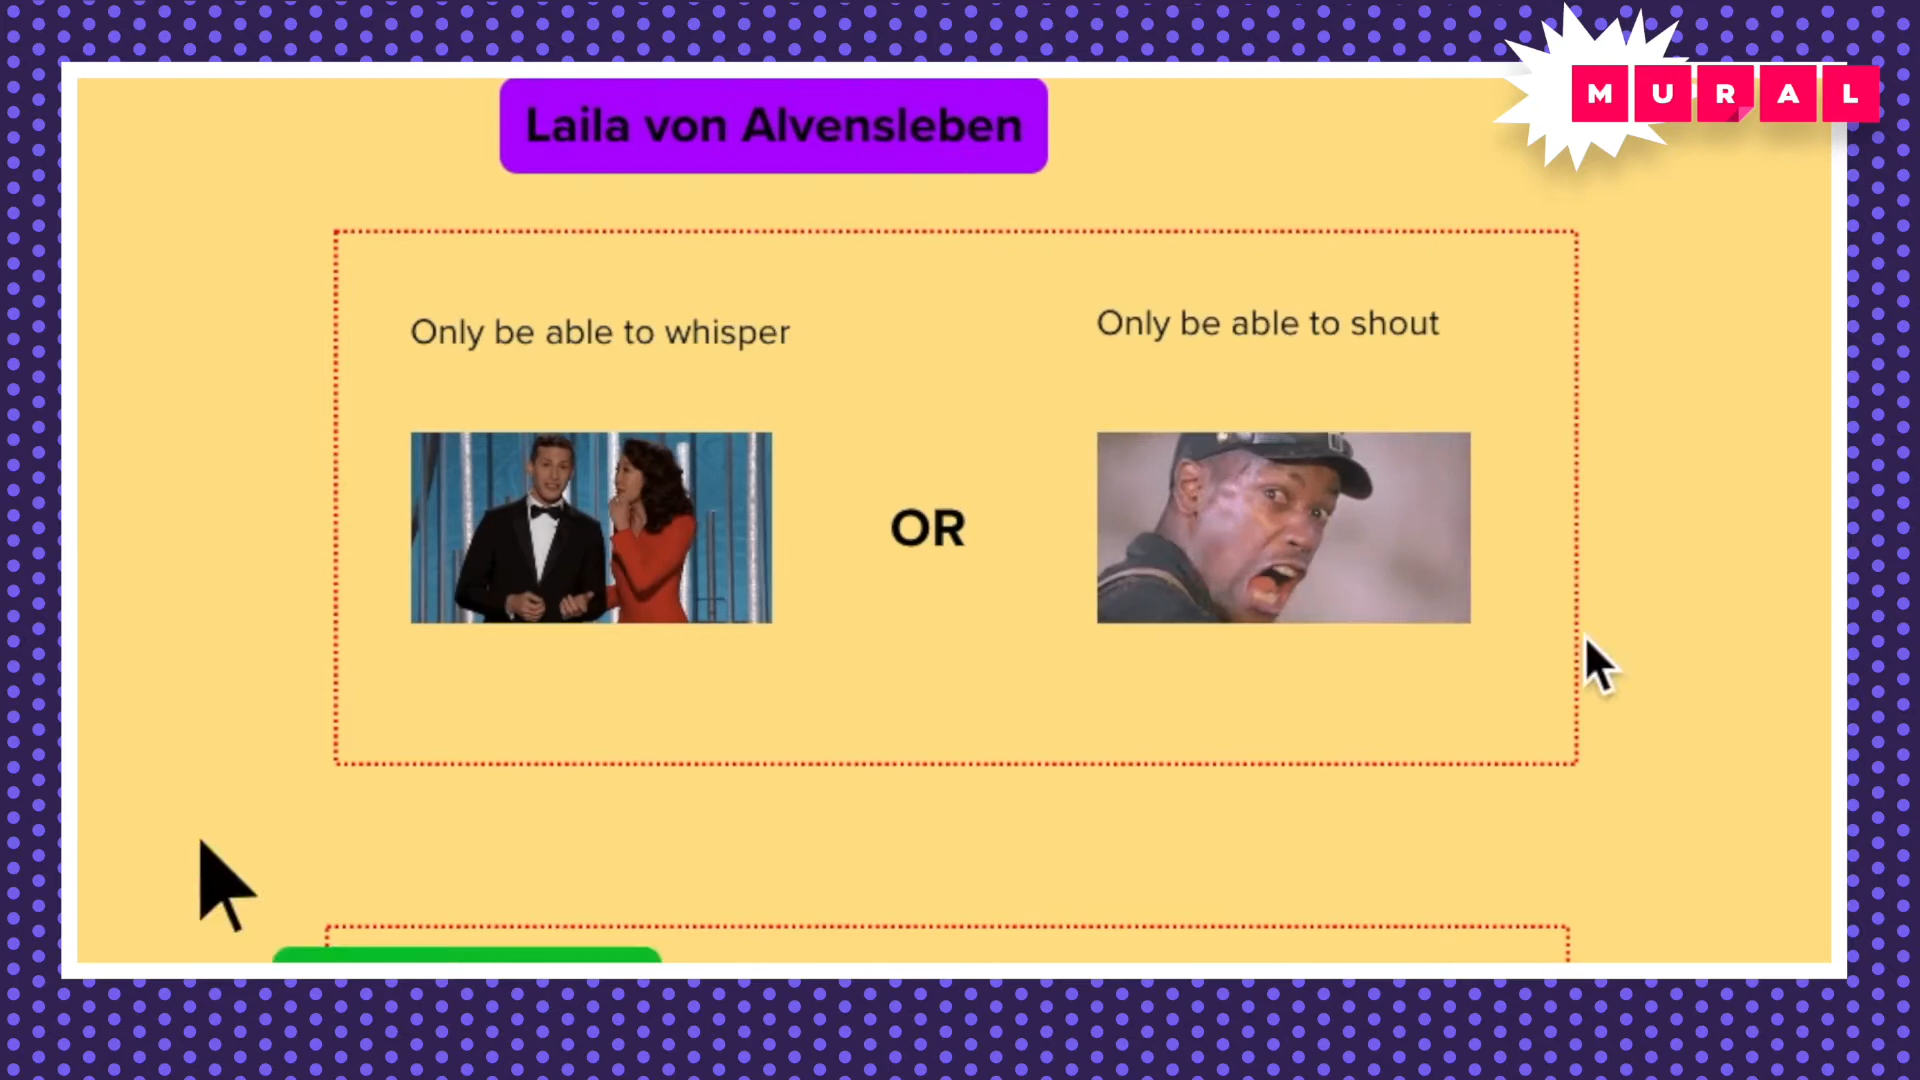 MURAL
Laila von Alvensleben
Only be able to whisper
Only be able to shout
OR